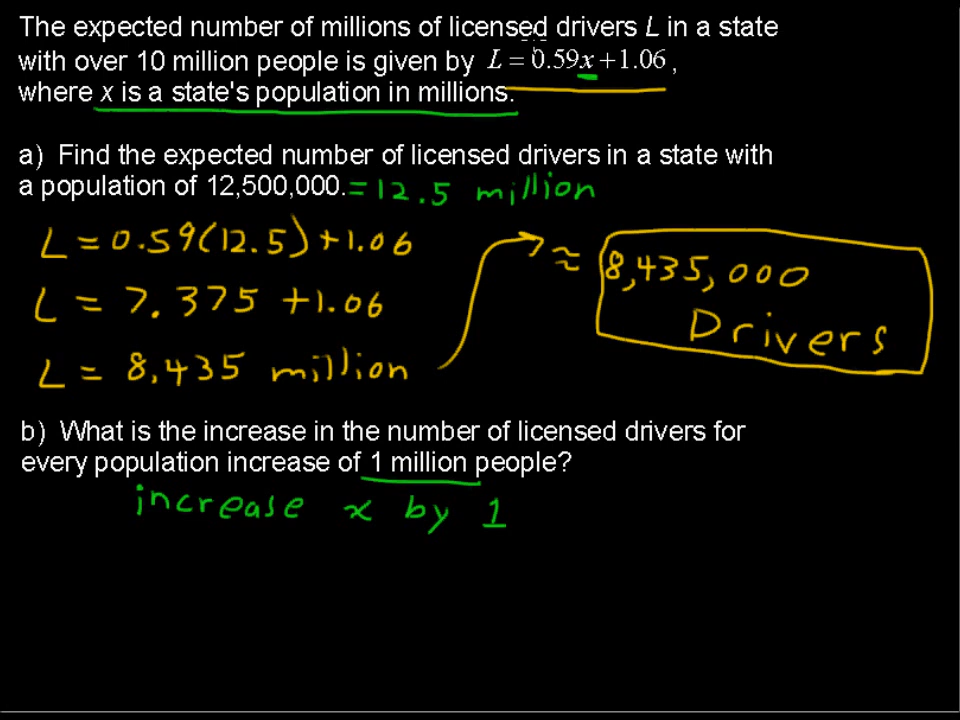 The expected number of millions of licensed drivers L in a state
with over 10 million people is given by L = 0.59x + 1.06 ,
where x is a state's population in millions.
a) Find the expected number of licensed drivers in a state with
a population of 12,500,000. = 12.5 million
L = 0.59(12.5) + 1.06
L = 7.375 + 1.06
L = 8.435 million
≈ 8,435,000
Drivers
b) What is the increase in the number of licensed drivers for
every population increase of 1 million people?
increase x by 1